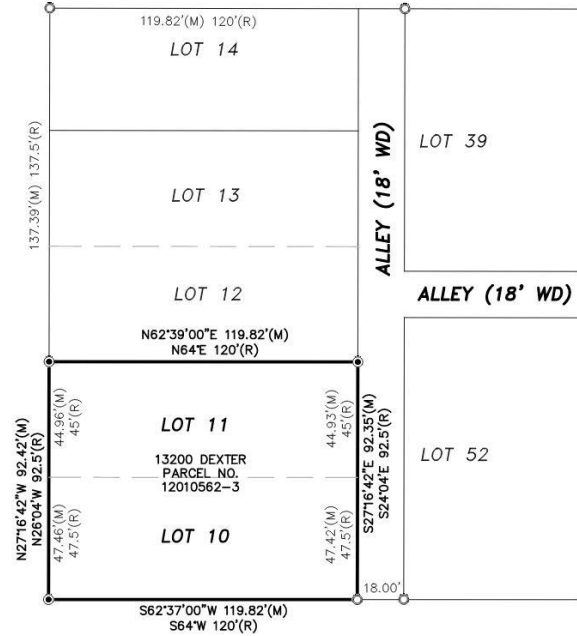 119.82'(M) 120'(R)
LOT 14
137.39'(M) 137.5'(R)
LOT 13
LOT 12
ALLEY (18' WD)
LOT 39
ALLEY (18' WD)
N62°39'00"E 119.82'(M)
N64°E 120'(R)
N27°16'42"W 92.42'(M)
N26°04'W 92.5'(R)
44.96'(M)
45'(R)
LOT 11
44.93'(M)
45'(R)
S27°16'42"E 92.35'(M)
S24°04'E 92.5'(R)
13200 DEXTER
PARCEL NO.
12010562-3
LOT 52
47.46'(M)
47.5'(R)
LOT 10
47.42'(M)
47.5'(R)
18.00'
S62°37'00"W 119.82'(M)
S64°W 120'(R)